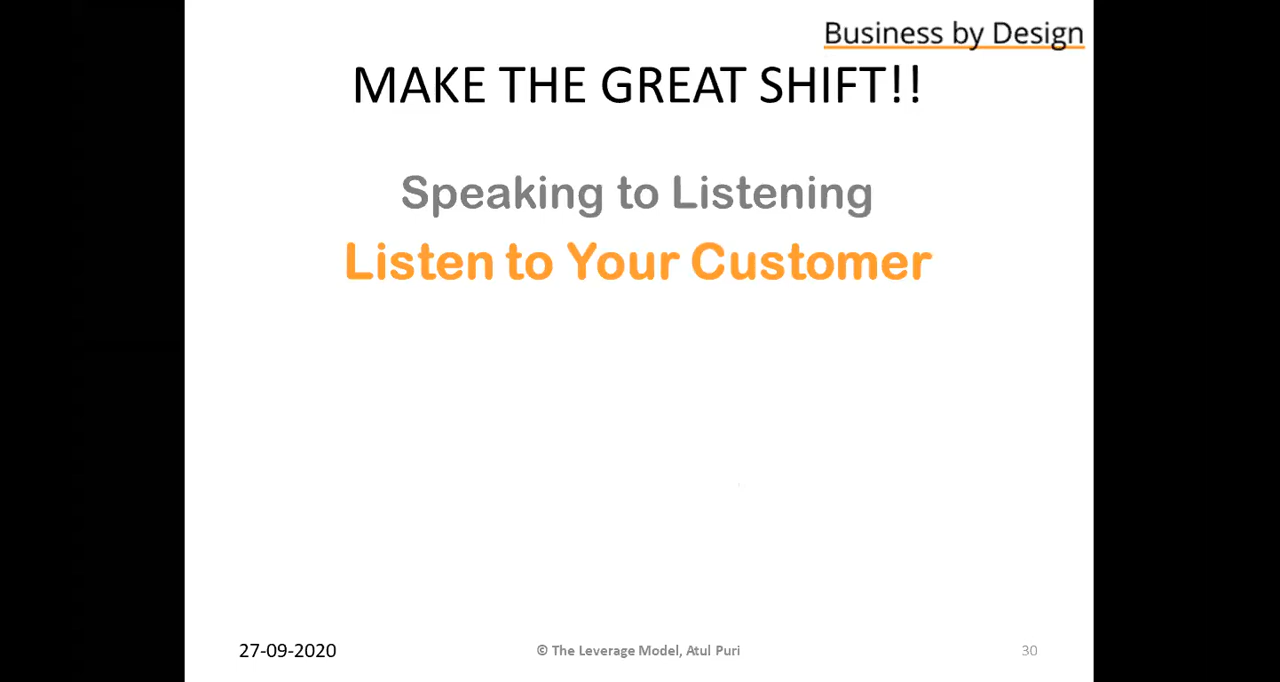 Business by Design
MAKE THE GREAT SHIFT!!
Speaking to Listening
Listen to Your Customer
27-09-2020
© The Leverage Model, Atul Puri
30